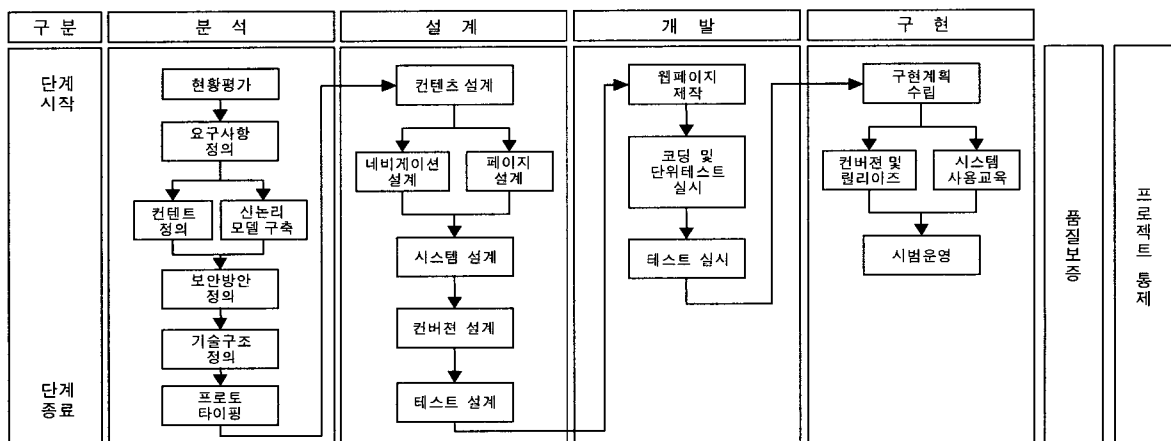 구 분
분 석
설 계
개 발
구 현
단계
시작
단계
종료
현황평가
요구사항
정의
컨텐트
정의
신논리
모델 구축
보안방안
정의
기술구조
정의
프로토
타이핑
컨텐츠 설계
네비게이션
설계
페이지
설계
시스템 설계
컨버젼 설계
테스트 설계
웹페이지
제작
코딩 및
단위테스트
실시
테스트 실시
구현계획
수립
컨버젼 및
릴리이즈
시스템
사용교육
시범운영
품질보증
프로젝트 통제